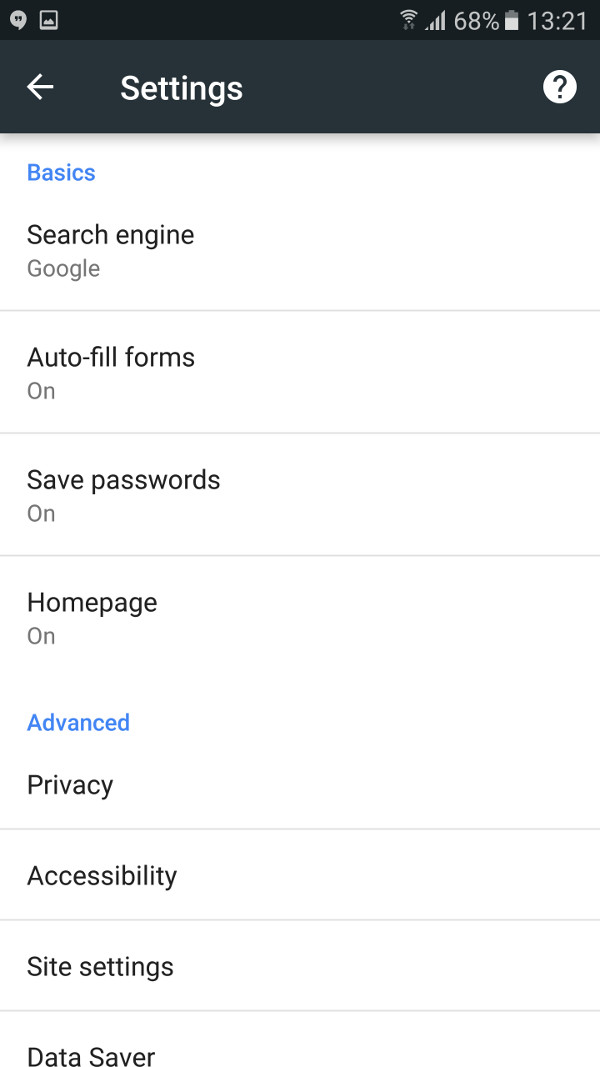 68% 13:21
Settings
Basics
Search engine
Google
Auto-fill forms
On
Save passwords
On
Homepage
On
Advanced
Privacy
Accessibility
Site settings
Data Saver